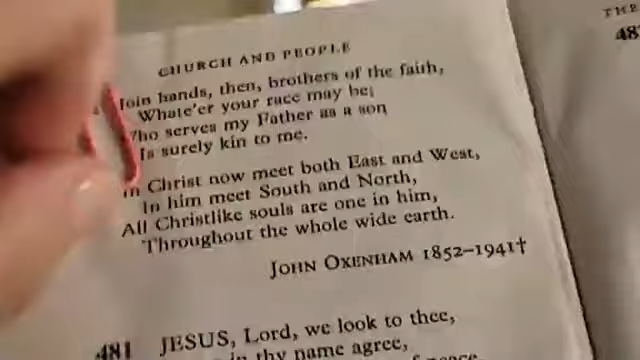 CHURCH AND PEOPLE
Join hands, then, brothers of the faith,
Whate'er your race may be;
Who serves my Father as a son
Is surely kin to me.
In Christ now meet both East and West,
In him meet South and North,
All Christlike souls are one in him,
Throughout the whole wide earth.
JOHN OXENHAM 1852–1941†
481 JESUS, Lord, we look to thee,
in thy name agree,
THE
48